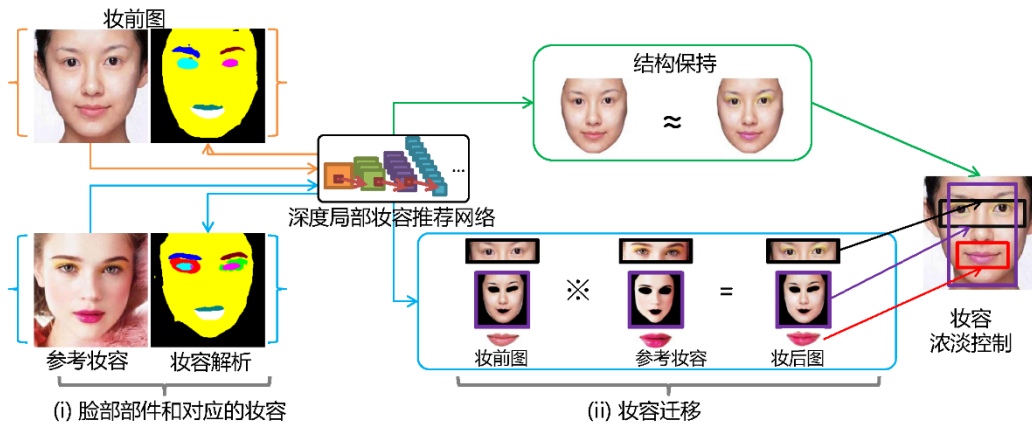 妆前图
结构保持
...
深度局部妆容推荐网络
≈
※
=
妆前图
参考妆容
妆后图
妆容
浓淡控制
参考妆容
妆容解析
(i) 脸部部件和对应的妆容
(ii) 妆容迁移